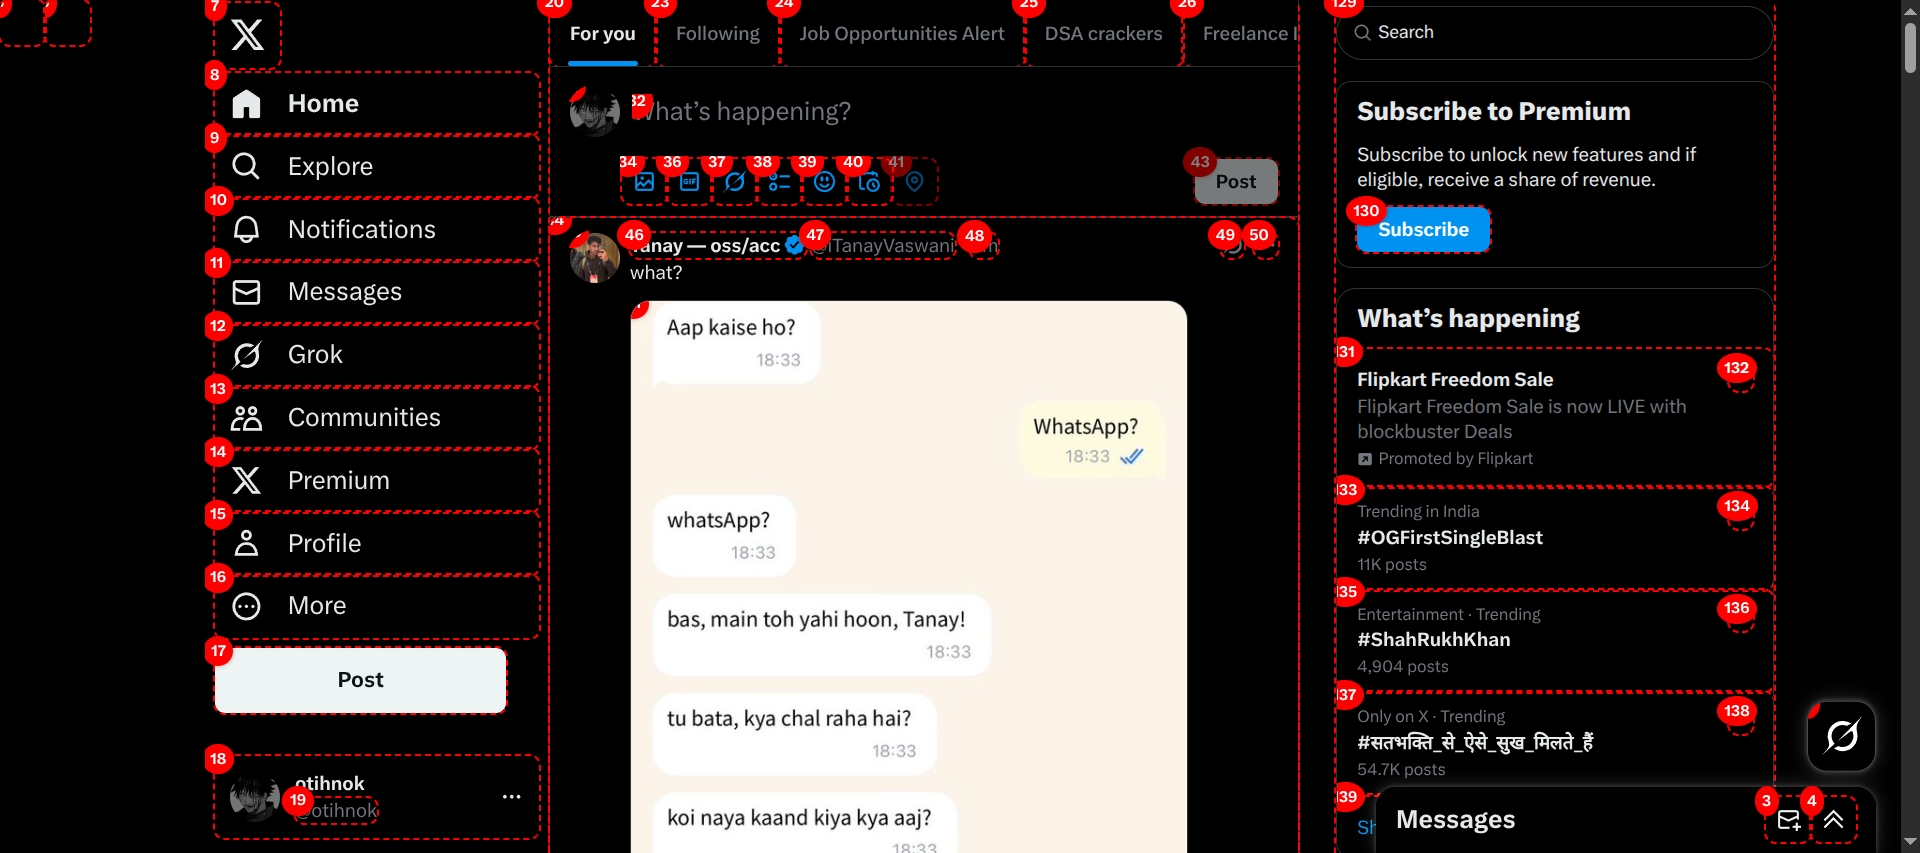 7
8
Home
9
Explore
10
Notifications
11
Messages
12
Grok
13
Communities
14
Premium
15
Profile
16
More
17
Post
18
otihnok
19
@otihnok
20
For you
23
Following
24
Job Opportunities Alert
25
DSA crackers
26
Freelance
32
What's happening?
34
36
GIF
37
38
39
40
41
43
Post
46
Tanay — oss/acc
47
@iTanayVaswani
48
49
50
what?
Aap kaise ho?
18:33
WhatsApp?
18:33
whatsApp?
18:33
bas, main toh yahi hoon, Tanay!
18:33
tu bata, kya chal raha hai?
18:33
koi naya kaand kiya kya aaj?
18:33
129
Search
Subscribe to Premium
Subscribe to unlock new features and if
eligible, receive a share of revenue.
130
Subscribe
What's happening
31
132
Flipkart Freedom Sale
Flipkart Freedom Sale is now LIVE with
blockbuster Deals
Promoted by Flipkart
33
134
Trending in India
#OGFirstSingleBlast
11K posts
35
136
Entertainment · Trending
#ShahRukhKhan
4,904 posts
37
138
Only on X · Trending
#सतभक्ति_से_ऐसे_सुख_मिलते_हैं
54.7K posts
39
Messages
3
4